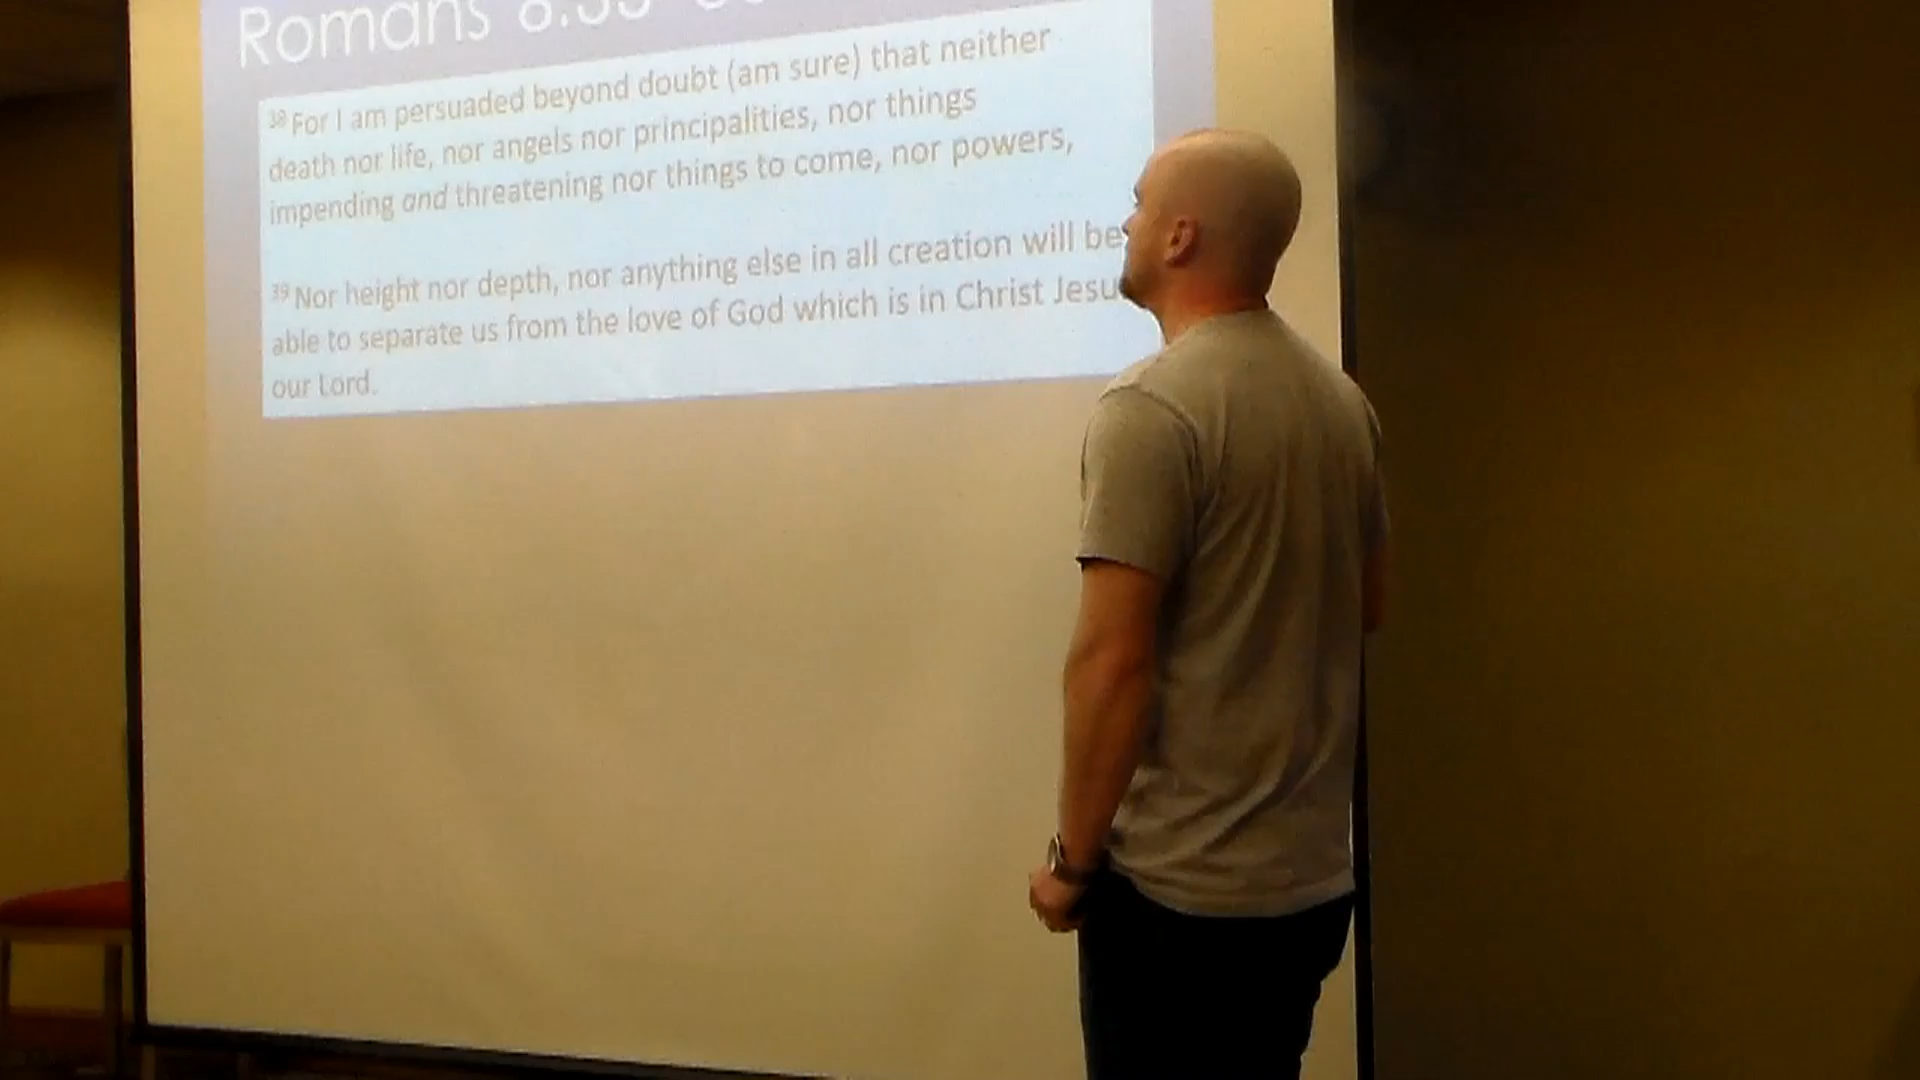 Romans 8:35
38 For I am persuaded beyond doubt (am sure) that neither
death nor life, nor angels nor principalities, nor things
impending and threatening nor things to come, nor powers,
39 Nor height nor depth, nor anything else in all creation will be
able to separate us from the love of God which is in Christ Jesu
our Lord.